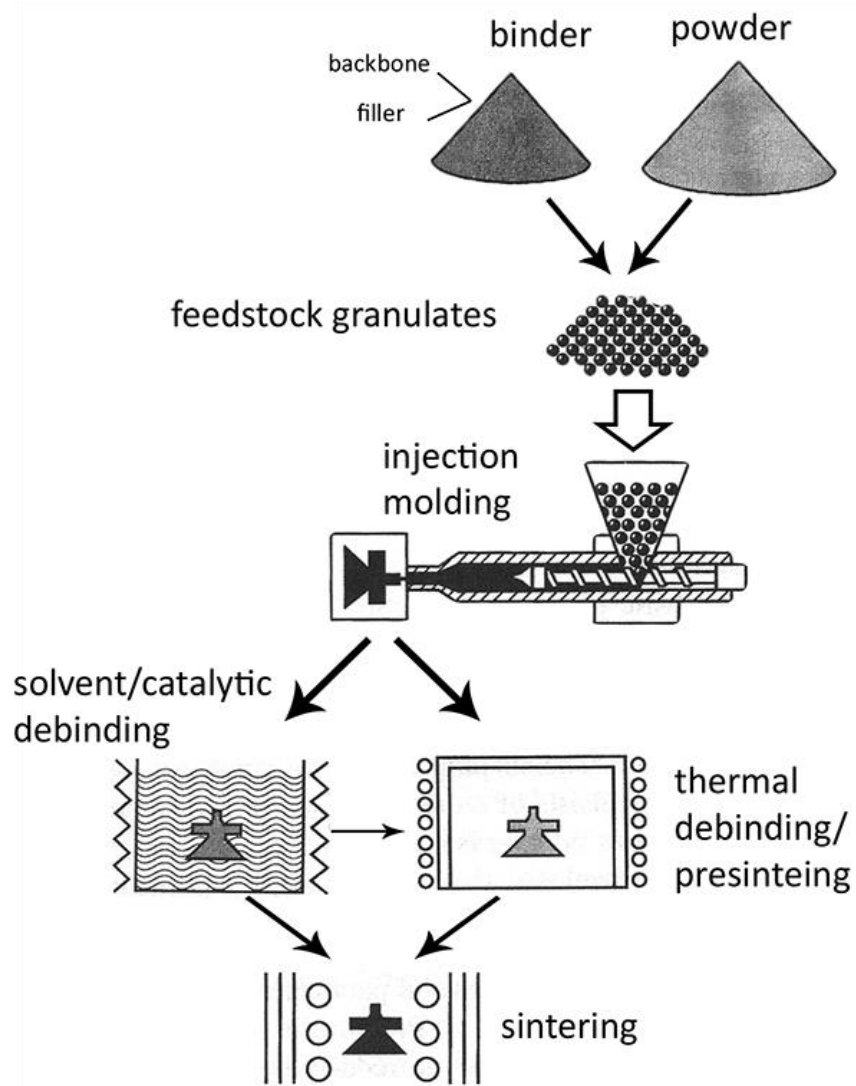 binder
powder
backbone
filler
feedstock granulates
injection
molding
solvent/catalytic
debinding
thermal
debinding/
presinteing
sintering